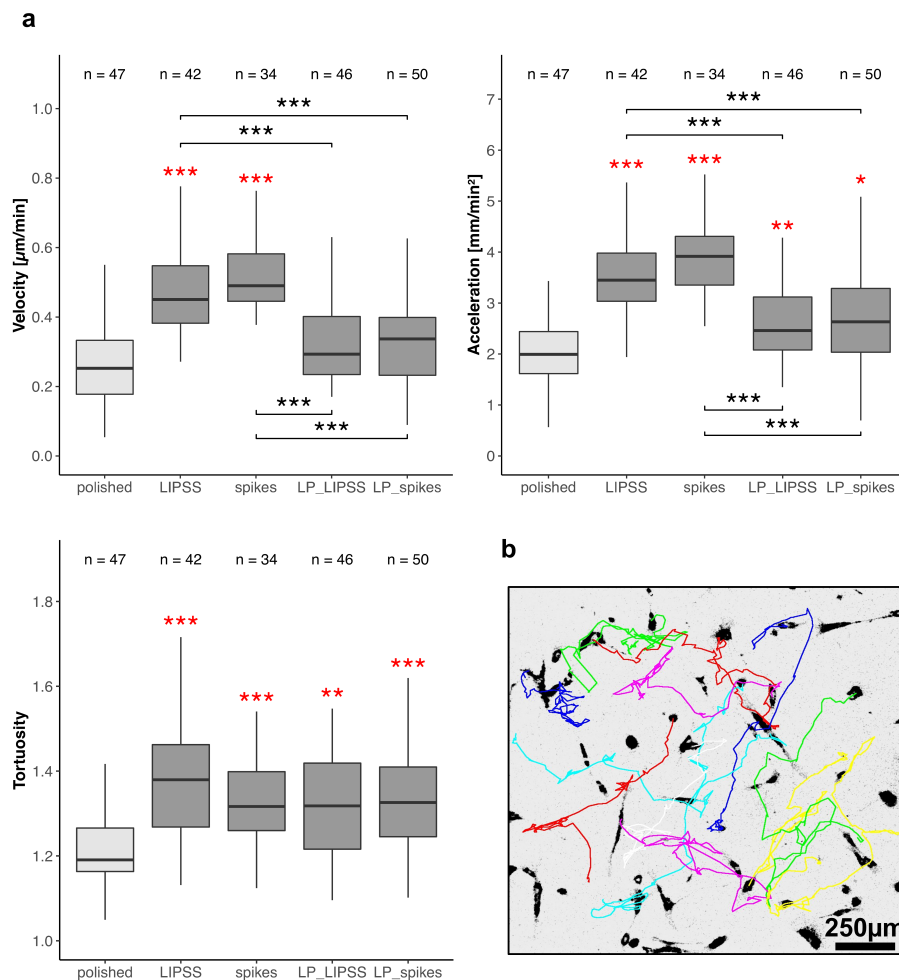 a
n = 47 n = 42 n = 34 n = 46 n = 50
*** 
***
*** ***
1.0
0.8
0.6
0.4
0.2
0.0
Velocity [µm/min]
***
***
polished LIPSS spikes LP_LIPSS LP_spikes
n = 47 n = 42 n = 34 n = 46 n = 50
***
***
*** *** ** *
7
6
5
4
3
2
1
0
Acceleration [mm/min²]
***
***
polished LIPSS spikes LP_LIPSS LP_spikes
n = 47 n = 42 n = 34 n = 46 n = 50
*** *** ** ***
1.8
1.6
1.4
1.2
1.0
Tortuosity
polished LIPSS spikes LP_LIPSS LP_spikes
b
250µm